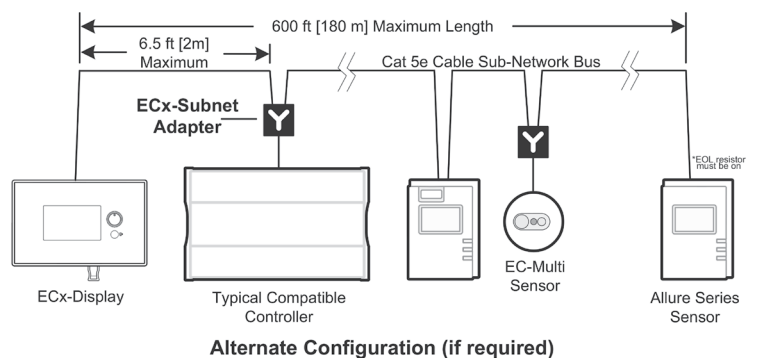 600 ft [180 m] Maximum Length
6.5 ft [2m]
Maximum
Cat 5e Cable Sub-Network Bus
ECx-Subnet
Adapter
*EOL resistor
must be on
ECx-Display
Typical Compatible
Controller
EC-Multi
Sensor
Allure Series
Sensor
Alternate Configuration (if required)